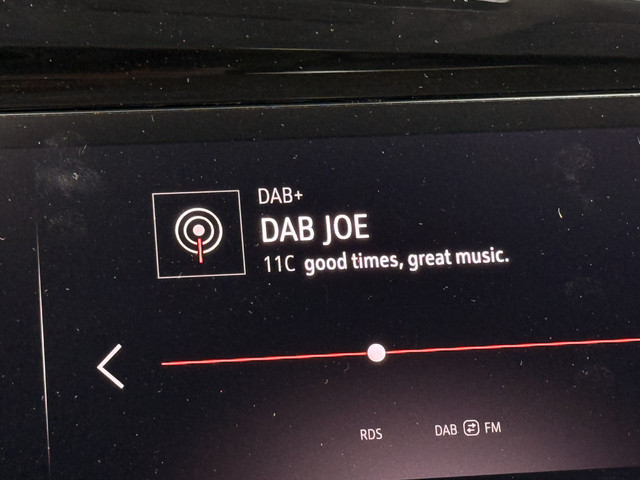 DAB+
DAB JOE
11C good times, great music.
RDS
DAB FM